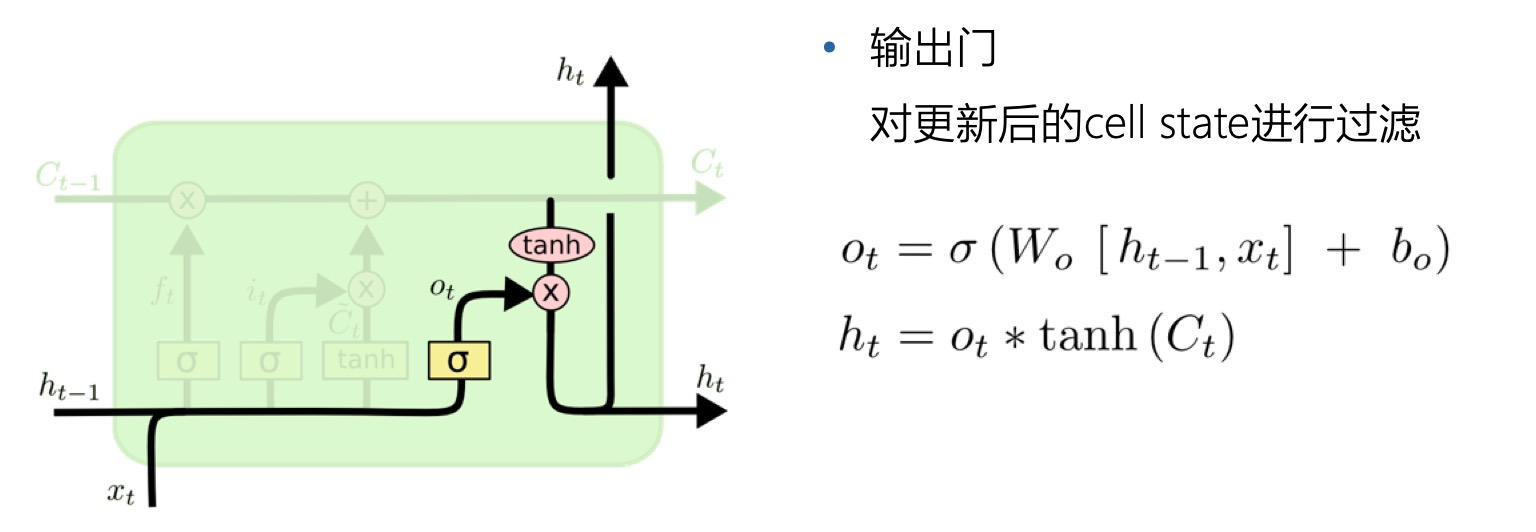 h_t
C_{t-1}
C_t
x
+
tanh
f_t
i_t
x
o_t
x
\tilde{C}_t
σ
σ
tanh
σ
h_{t-1}
h_t
x_t
• 输出门
对更新后的cell state进行过滤
o_t = σ (W_o [h_{t-1}, x_t] + b_o)
h_t = o_t * tanh (C_t)